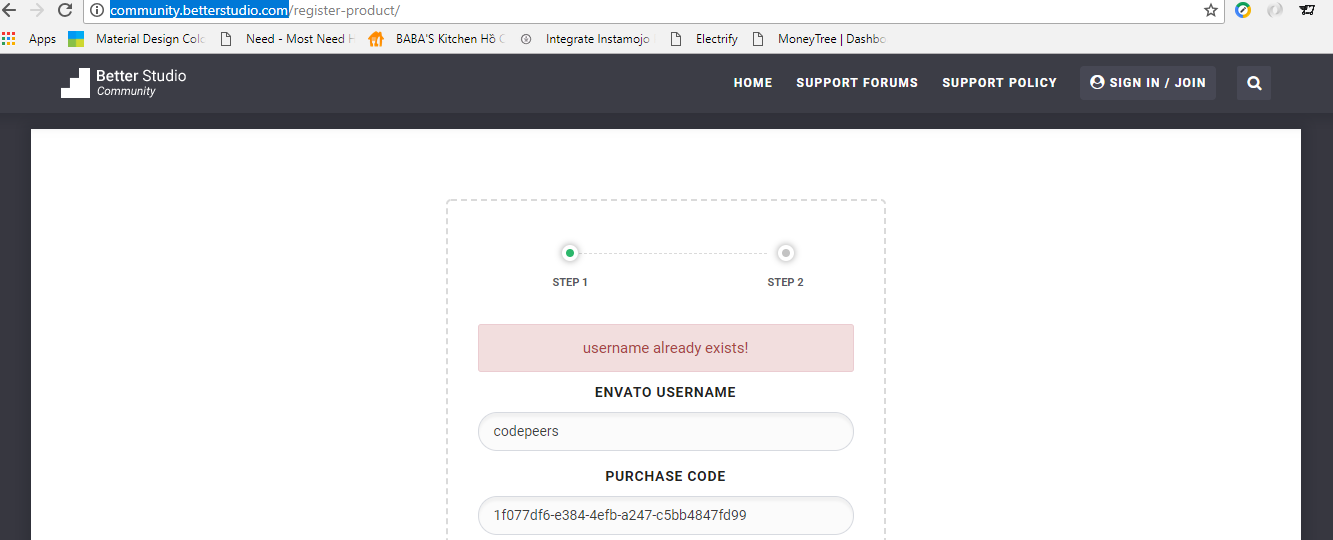 community.betterstudio.com/register-product/
Apps Material Design Cold Need - Most Need H BABA'S Kitchen Hồ C Integrate Instamojo Electrify MoneyTree | Dashbo
Better Studio
Community
HOME SUPPORT FORUMS SUPPORT POLICY SIGN IN / JOIN
STEP 1 STEP 2
username already exists!
ENVATO USERNAME
codepeers
PURCHASE CODE
1f077df6-e384-4efb-a247-c5bb4847fd99